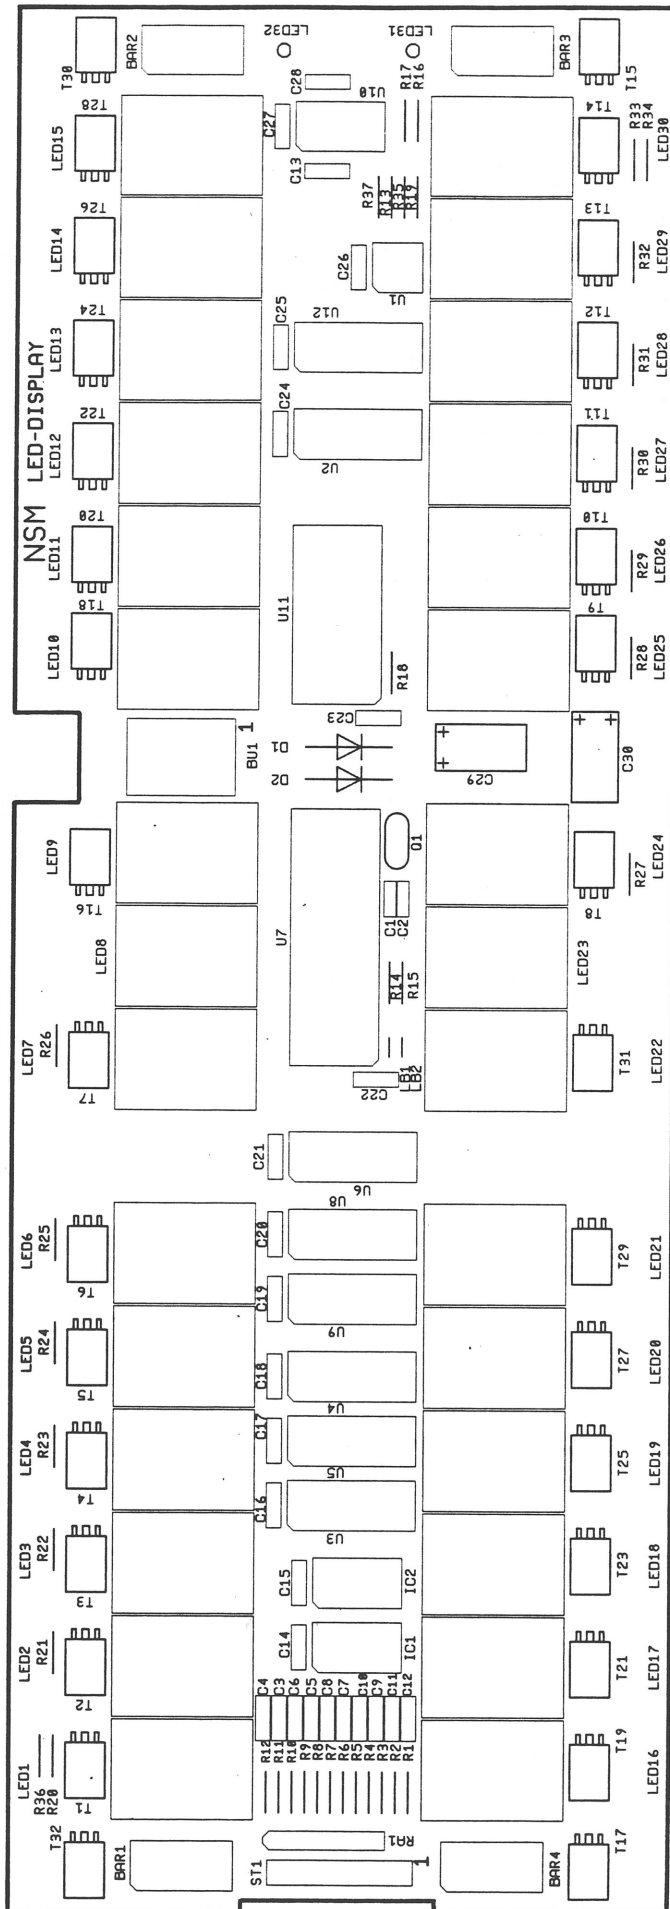 LED32
LED31
T30
BAR2
BAR3
T15
C28
R17
R16
U10
T28
C27
T14
R33
R34
LED15
LED30
C13
R37
R13
R35
R19
T26
T13
LED14
C26
R32
LED29
U1
T24
C25
U12
T12
LED13
R31
LED28
NSM LED-DISPLAY
T22
C24
T11
LED12
U2
R30
LED27
T20
T10
LED11
R29
LED26
T18
U11
T9
LED10
R18
R28
LED25
C23
1
BU1
D1
D2
C29
C30
LED9
Q1
R27
LED24
T16
T8
C1
C2
LED8
U7
LED23
R14
R15
LED7
R26
T31
LED22
T7
C22
LB1
LB2
C21
U6
U8
LED6
R25
C20
T29
LED21
T6
C19
U9
LED5
R24
C18
T27
LED20
T5
U4
C17
LED4
R23
T25
LED19
U5
T4
C16
U3
LED3
R22
C15
IC2
T23
LED18
T3
LED2
R21
C14
IC1
T21
LED17
T2
C4
C3
C6
C5
C8
C7
C10
C9
C11
C12
LED1
R12
R11
R10
R9
R8
R7
R6
R5
R4
R3
R2
R1
T19
LED16
R36
R20
T1
T32
BAR1
RA1
ST1
1
BAR4
T17